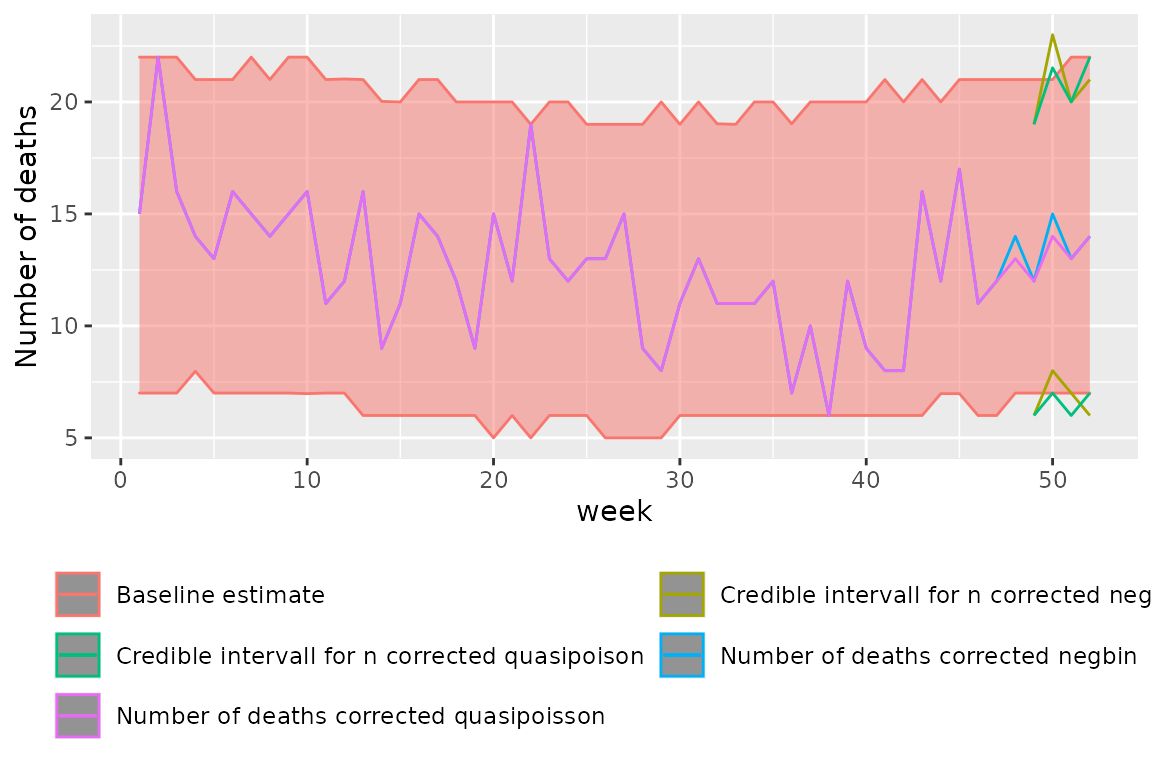 20
15
10
5
Number of deaths
0 10 20 30 40 50
week
Baseline estimate
Credible intervall for n corrected neg
Credible intervall for n corrected quasipoison
Number of deaths corrected negbin
Number of deaths corrected quasipoisson